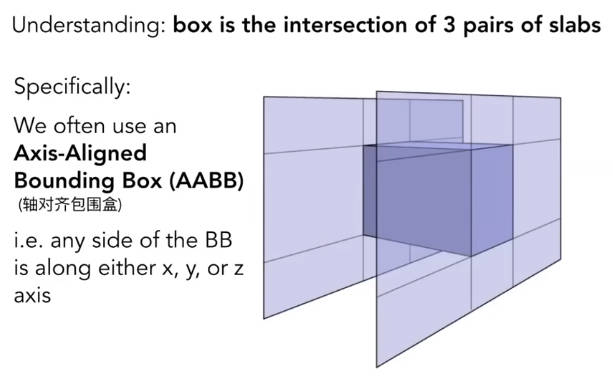 Understanding: box is the intersection of 3 pairs of slabs
Specifically:
We often use an
Axis-Aligned
Bounding Box (AABB)
(轴对齐包围盒)
i.e. any side of the BB
is along either x, y, or z
axis